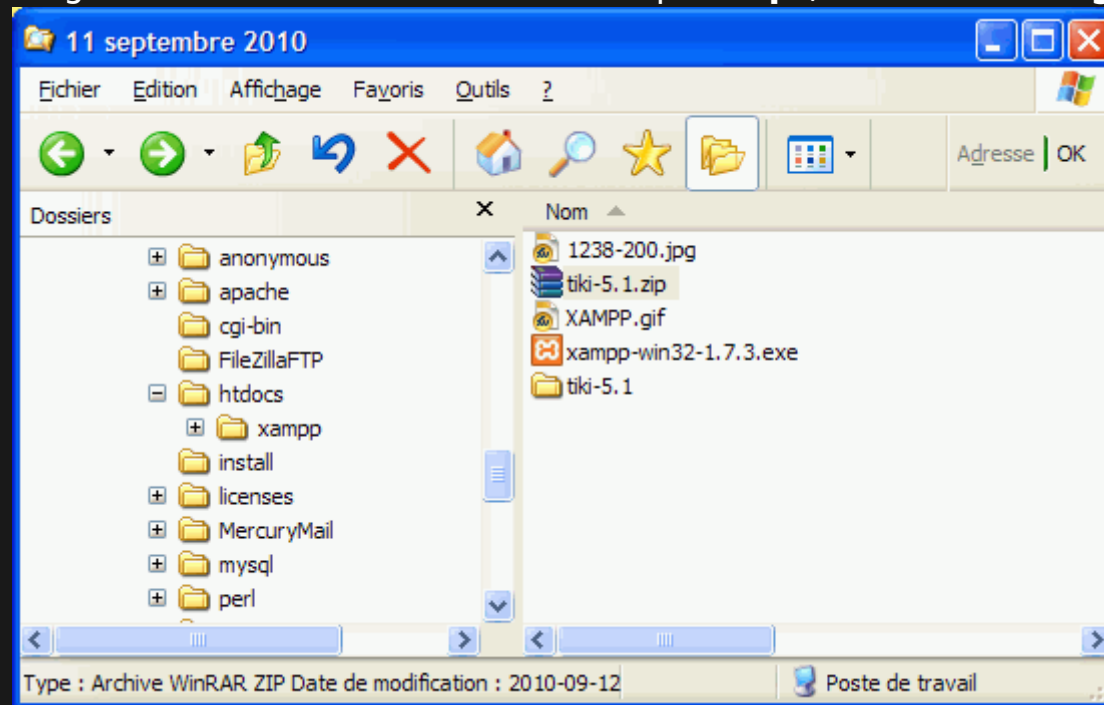 11 septembre 2010
Fichier Edition Affichage Favoris Outils ?
Adresse OK
Dossiers
anonymous
apache
cgi-bin
FileZillaFTP
htdocs
xampp
install
licenses
MercuryMail
mysql
perl
Nom
1238-200.jpg
tiki-5.1.zip
XAMPP.gif
xampp-win32-1.7.3.exe
tiki-5.1
Type : Archive WinRAR ZIP Date de modification : 2010-09-12
Poste de travail